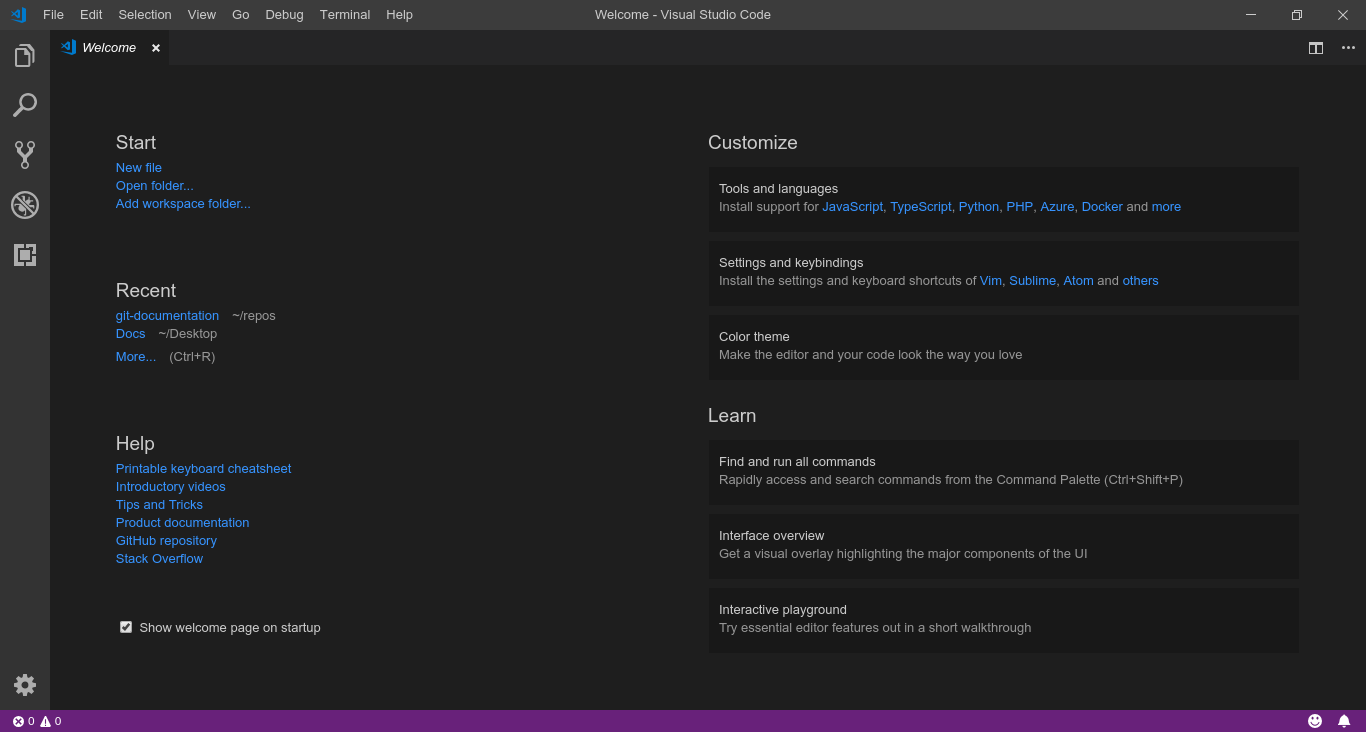 File Edit Selection View Go Debug Terminal Help
Welcome - Visual Studio Code
Welcome
Start
New file
Open folder...
Add workspace folder...
Recent
git-documentation ~/repos
Docs ~/Desktop
More... (Ctrl+R)
Help
Printable keyboard cheatsheet
Introductory videos
Tips and Tricks
Product documentation
GitHub repository
Stack Overflow
Show welcome page on startup
Customize
Tools and languages
Install support for JavaScript, TypeScript, Python, PHP, Azure, Docker and more
Settings and keybindings
Install the settings and keyboard shortcuts of Vim, Sublime, Atom and others
Color theme
Make the editor and your code look the way you love
Learn
Find and run all commands
Rapidly access and search commands from the Command Palette (Ctrl+Shift+P)
Interface overview
Get a visual overlay highlighting the major components of the UI
Interactive playground
Try essential editor features out in a short walkthrough
0 0